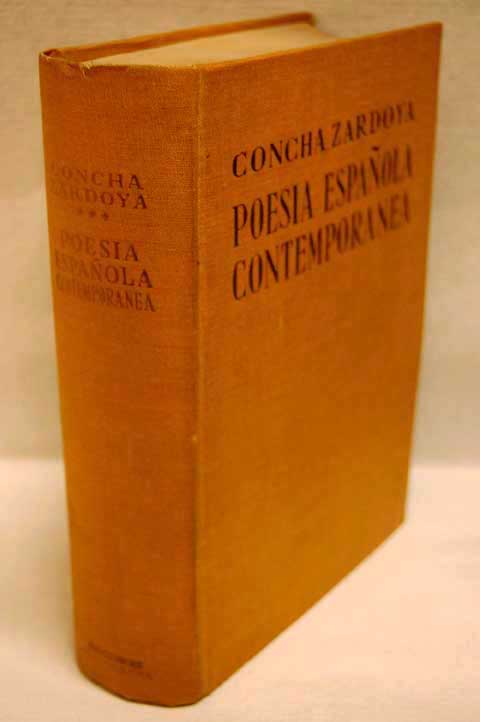 CONCHA
ZARDOYA
***
POESIA
ESPAÑOLA
CONTEMPORANEA
CONCHA ZARDOYA
POESIA ESPAÑOLA
CONTEMPORANEA